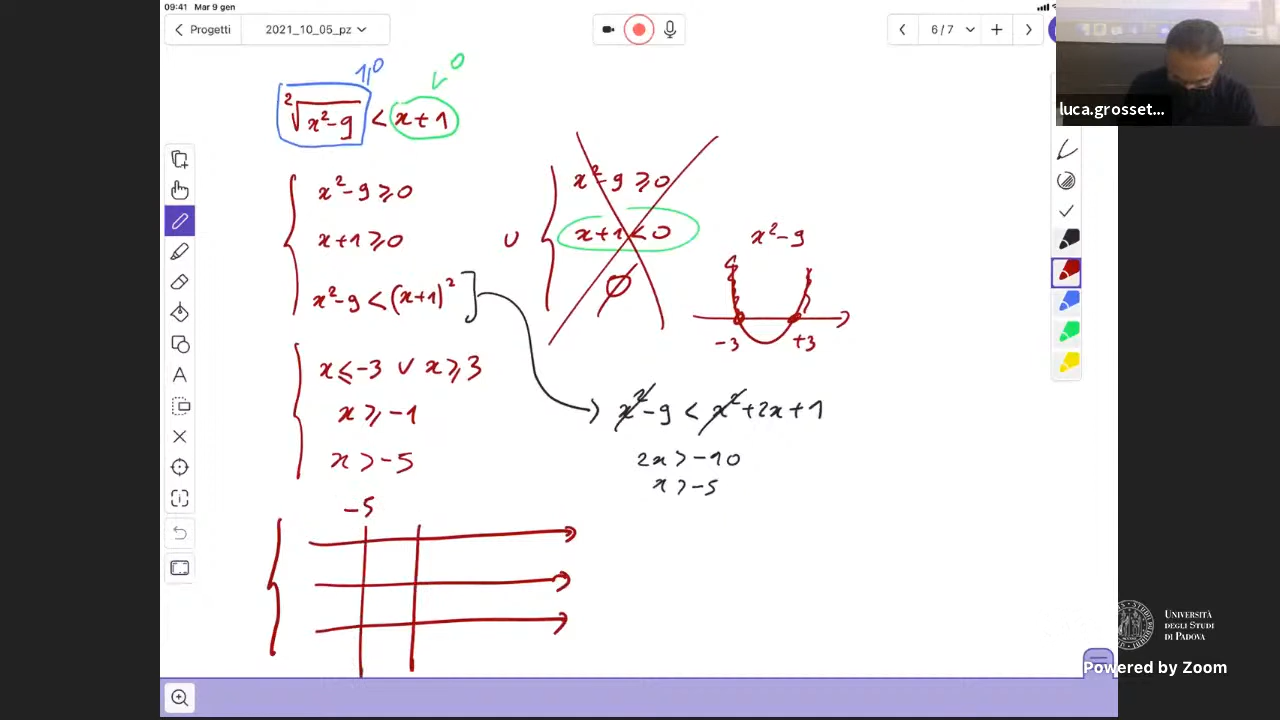 09:41 Mar 9 gen
Progetti
2021_10_05_pz
6/7
luca.grosset...
≥0
>0
²√x²-9 < x+1
x²-9 ≥ 0
x+1 ≥ 0
x²-9 < (x+1)²
∪
x²-9 ≥ 0
x+1 < 0
∅
x²-9
-3 +3
x ≤ -3 ∨ x ≥ 3
x ≥ -1
x > -5
x²-9 < x²+2x+1
2x > -10
x > -5
-5
A
UNIVERSITÀ
DEGLI STUDI
DI PADOVA
Powered by Zoom